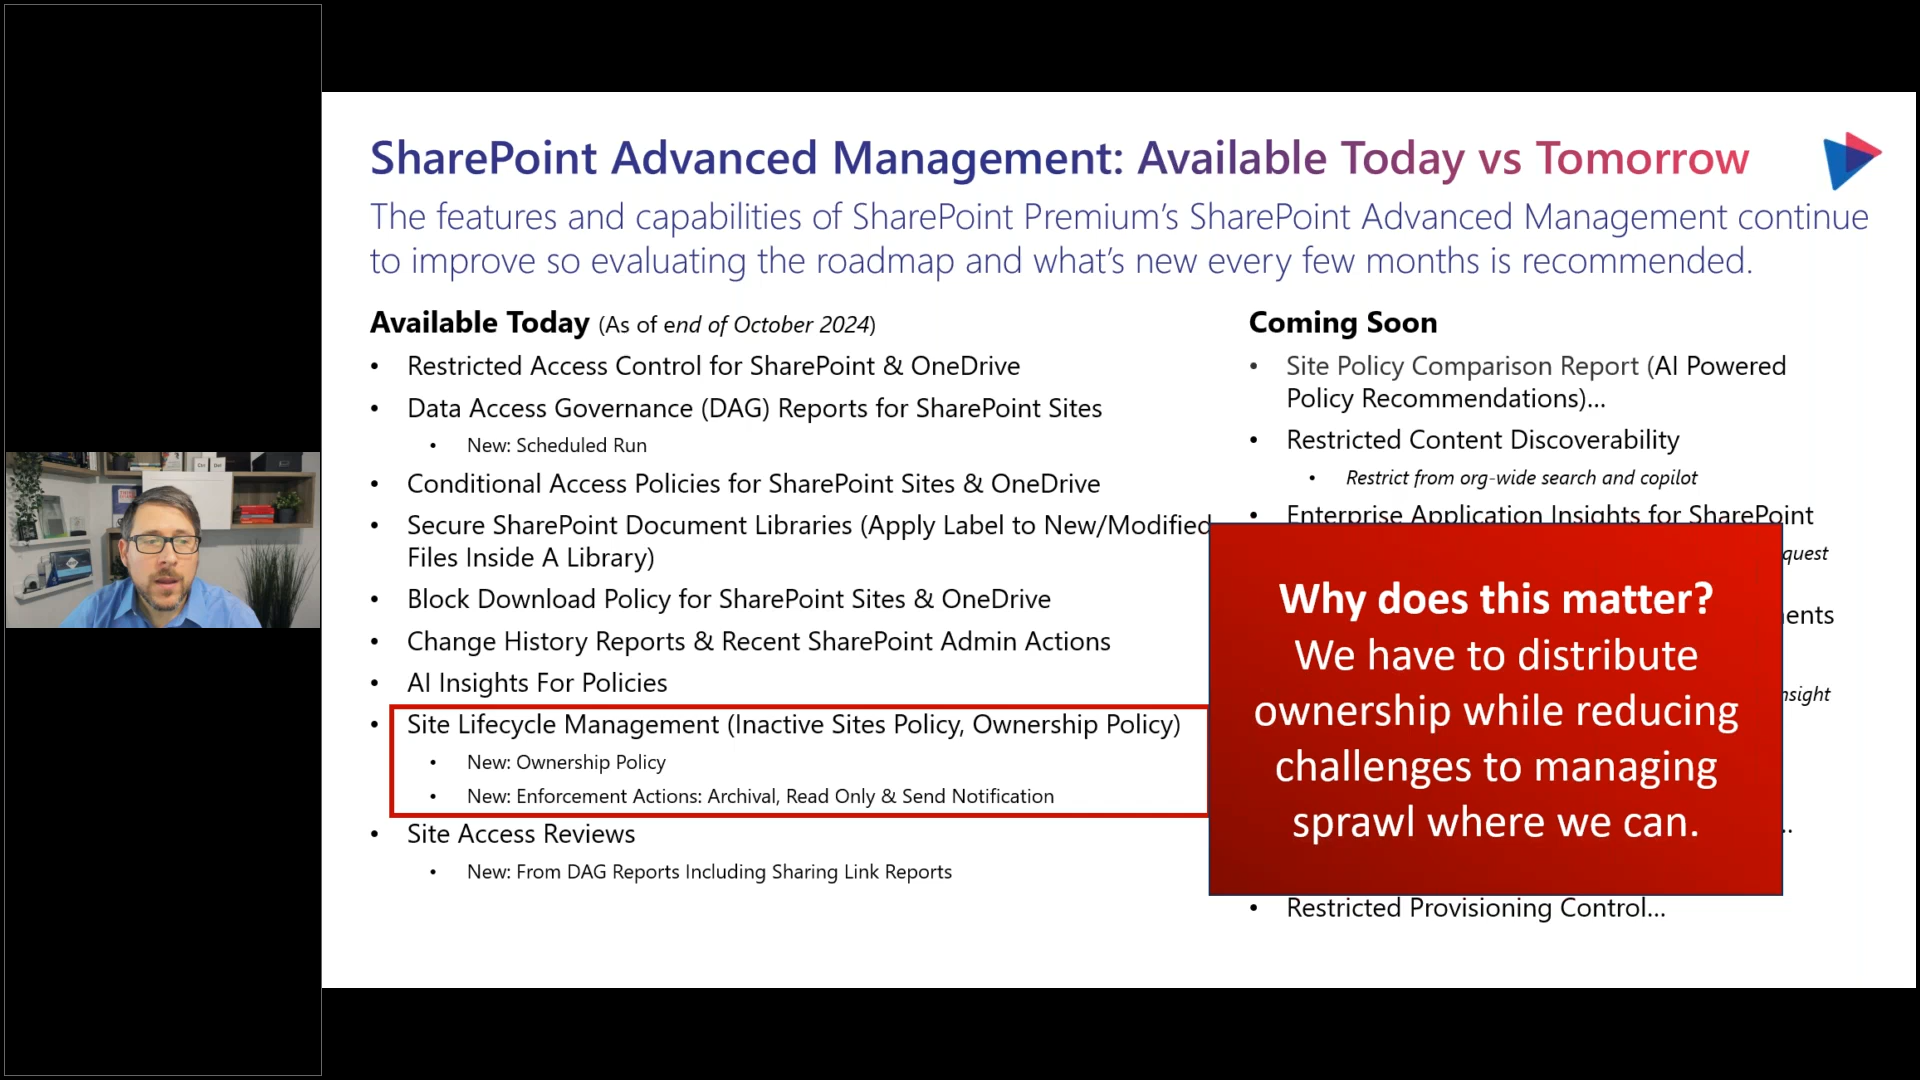 SharePoint Advanced Management: Available Today vs Tomorrow
The features and capabilities of SharePoint Premium’s SharePoint Advanced Management continue
to improve so evaluating the roadmap and what’s new every few months is recommended.
Available Today (As of end of October 2024)
• Restricted Access Control for SharePoint & OneDrive
• Data Access Governance (DAG) Reports for SharePoint Sites
• New: Scheduled Run
• Conditional Access Policies for SharePoint Sites & OneDrive
• Secure SharePoint Document Libraries (Apply Label to New/Modified
Files Inside A Library)
• Block Download Policy for SharePoint Sites & OneDrive
• Change History Reports & Recent SharePoint Admin Actions
• AI Insights For Policies
• Site Lifecycle Management (Inactive Sites Policy, Ownership Policy)
• New: Ownership Policy
• New: Enforcement Actions: Archival, Read Only & Send Notification
• Site Access Reviews
• New: From DAG Reports Including Sharing Link Reports
Coming Soon
• Site Policy Comparison Report (AI Powered
Policy Recommendations)...
• Restricted Content Discoverability
• Restrict from org-wide search and copilot
• Enterprise Application Insights for SharePoint
Why does this matter?
We have to distribute
ownership while reducing
challenges to managing
sprawl where we can.
• Restricted Provisioning Control...